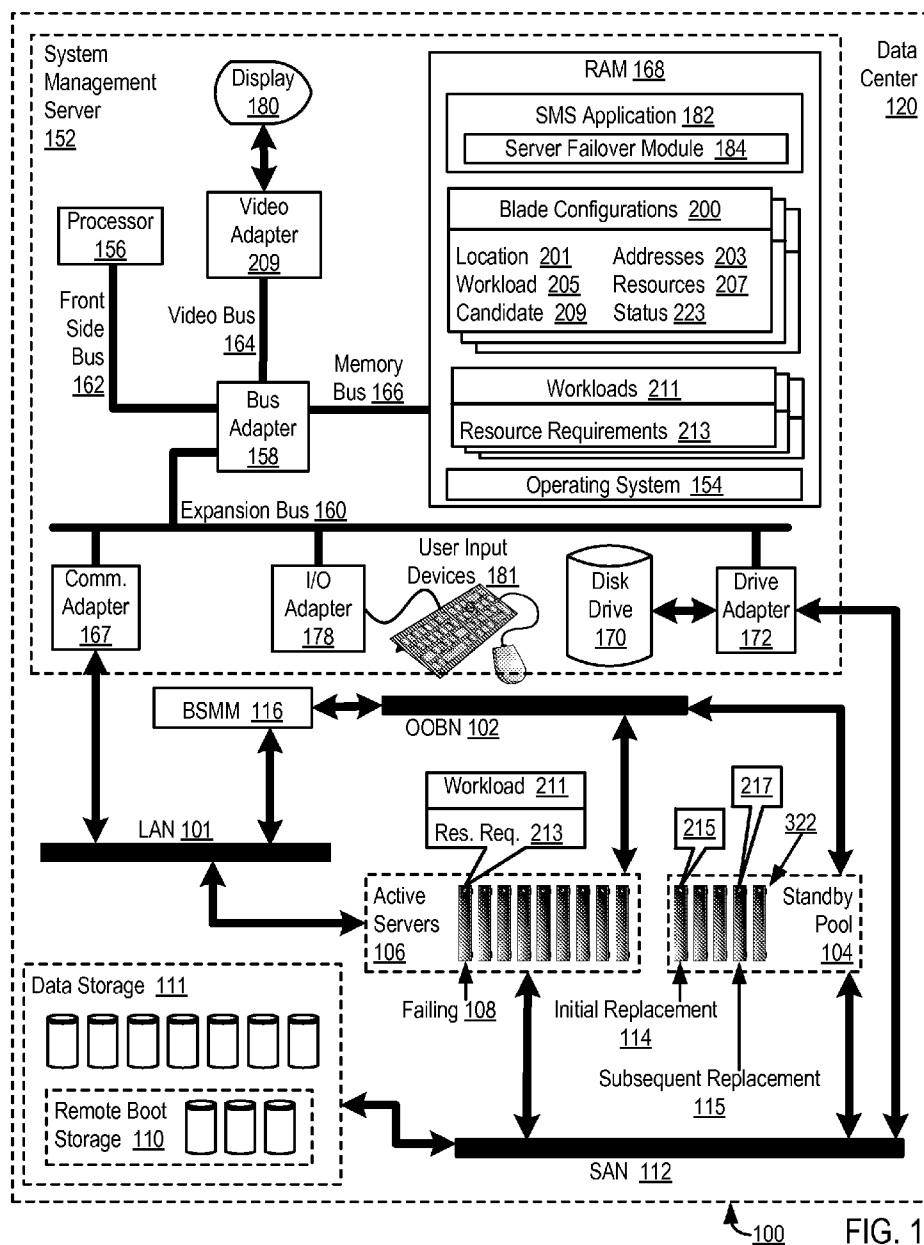 System
Management
Server
152
Display
180
Data
Center
120
RAM 168
SMS Application 182
Server Failover Module 184
Processor
156
Video
Adapter
209
Blade Configurations 200
Location 201 Addresses 203
Workload 205 Resources 207
Candidate 209 Status 223
Front
Side
Bus
162
Video Bus
164
Memory
Bus 166
Bus
Adapter
158
Workloads 211
Resource Requirements 213
Operating System 154
Expansion Bus 160
Comm.
Adapter
167
I/O
Adapter
178
User Input
Devices 181
Disk
Drive
170
Drive
Adapter
172
BSMM 116
OOBN 102
LAN 101
Workload 211
Res. Req. 213
217
215
322
Active
Servers
106
Standby
Pool
104
Failing 108
Initial Replacement
114
Subsequent Replacement
115
Data Storage 111
Remote Boot
Storage 110
SAN 112
100
FIG. 1